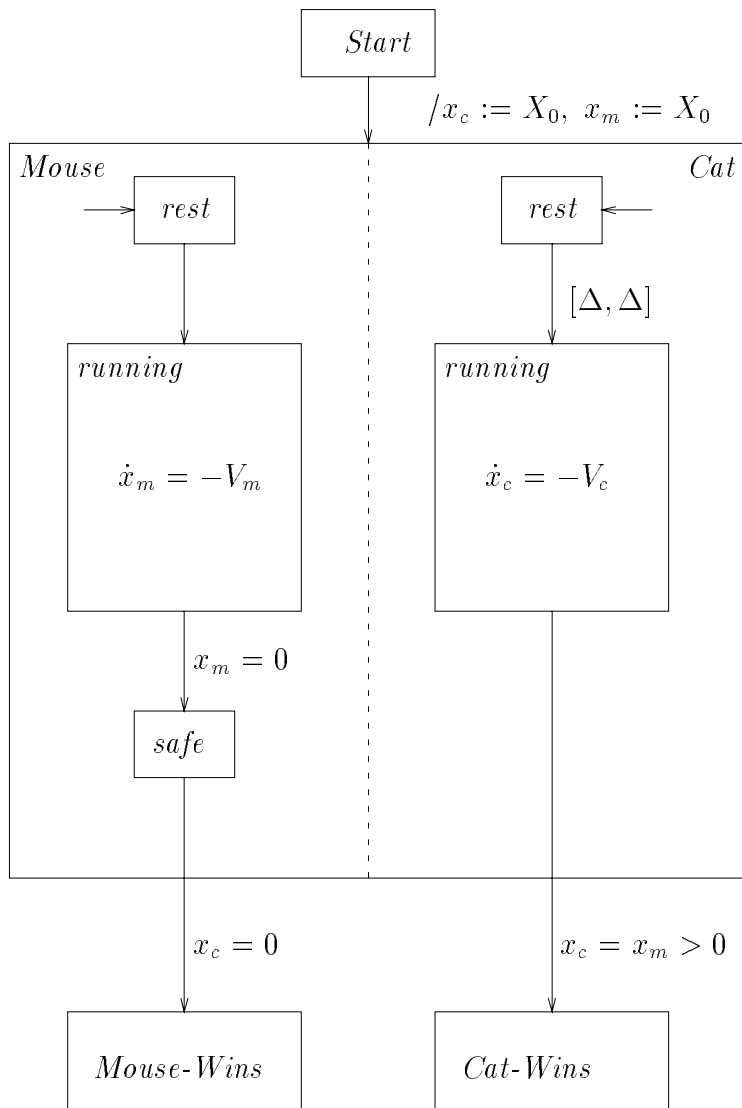 Start
/x_c := X_0, x_m := X_0
Mouse
Cat
rest
rest
[Δ, Δ]
running
running
ẋ_m = −V_m
ẋ_c = −V_c
x_m = 0
safe
x_c = 0
x_c = x_m > 0
Mouse-Wins
Cat-Wins